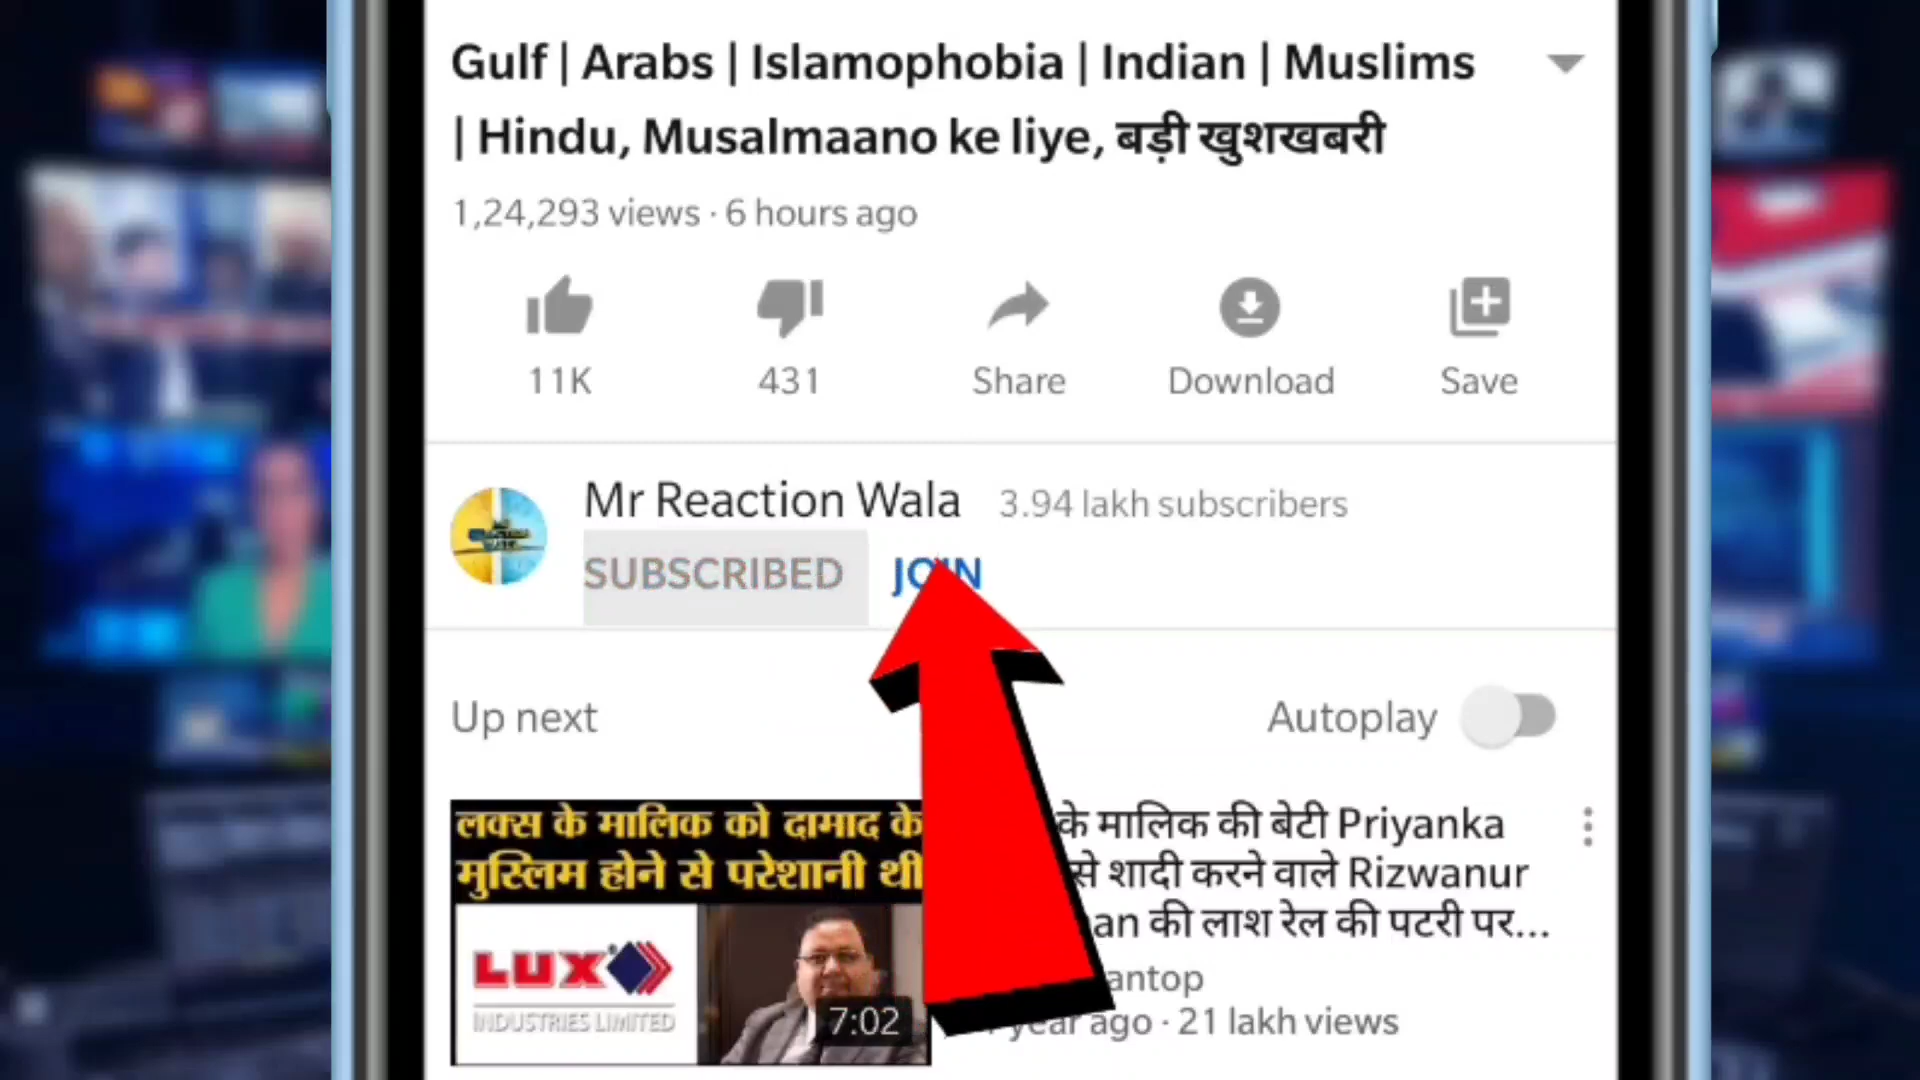 Gulf | Arabs | Islamophobia | Indian | Muslims
| Hindu, Musalmaano ke liye, बड़ी खुशखबरी
1,24,293 views · 6 hours ago
11K
431
Share
Download
Save
Mr Reaction Wala
3.94 lakh subscribers
SUBSCRIBED
JOIN
Up next
Autoplay
लक्स के मालिक को दामाद के
मुस्लिम होने से परेशानी थी
LUX
INDUSTRIES LIMITED
7:02
के मालिक की बेटी Priyanka
से शादी करने वाले Rizwanur
की लाश रेल की पटरी पर...
year ago · 21 lakh views